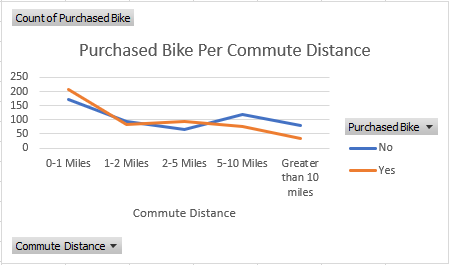 Count of Purchased Bike
Purchased Bike Per Commute Distance
250
200
150
100
50
0
0-1 Miles
1-2 Miles
2-5 Miles
5-10 Miles
Greater
than 10
miles
Commute Distance
Purchased Bike
No
Yes
Commute Distance